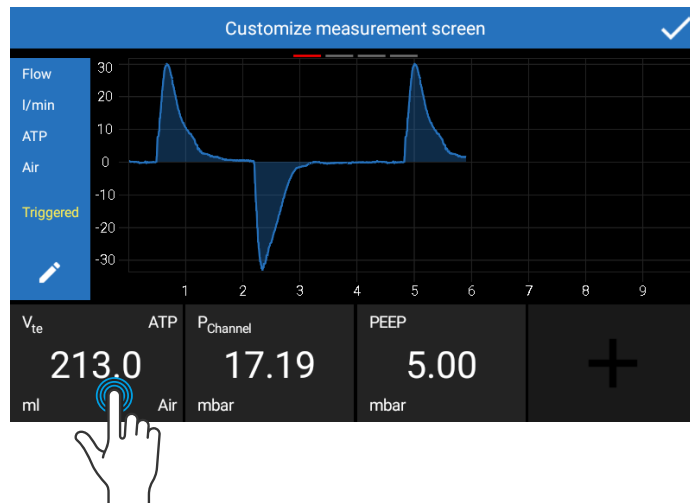 Customize measurement screen
Flow
l/min
ATP
Air
Triggered
30
20
10
0
-10
-20
-30
1 2 3 4 5 6 7 8 9
Vte ATP
213.0
ml Air
PChannel
17.19
mbar
PEEP
5.00
mbar
+